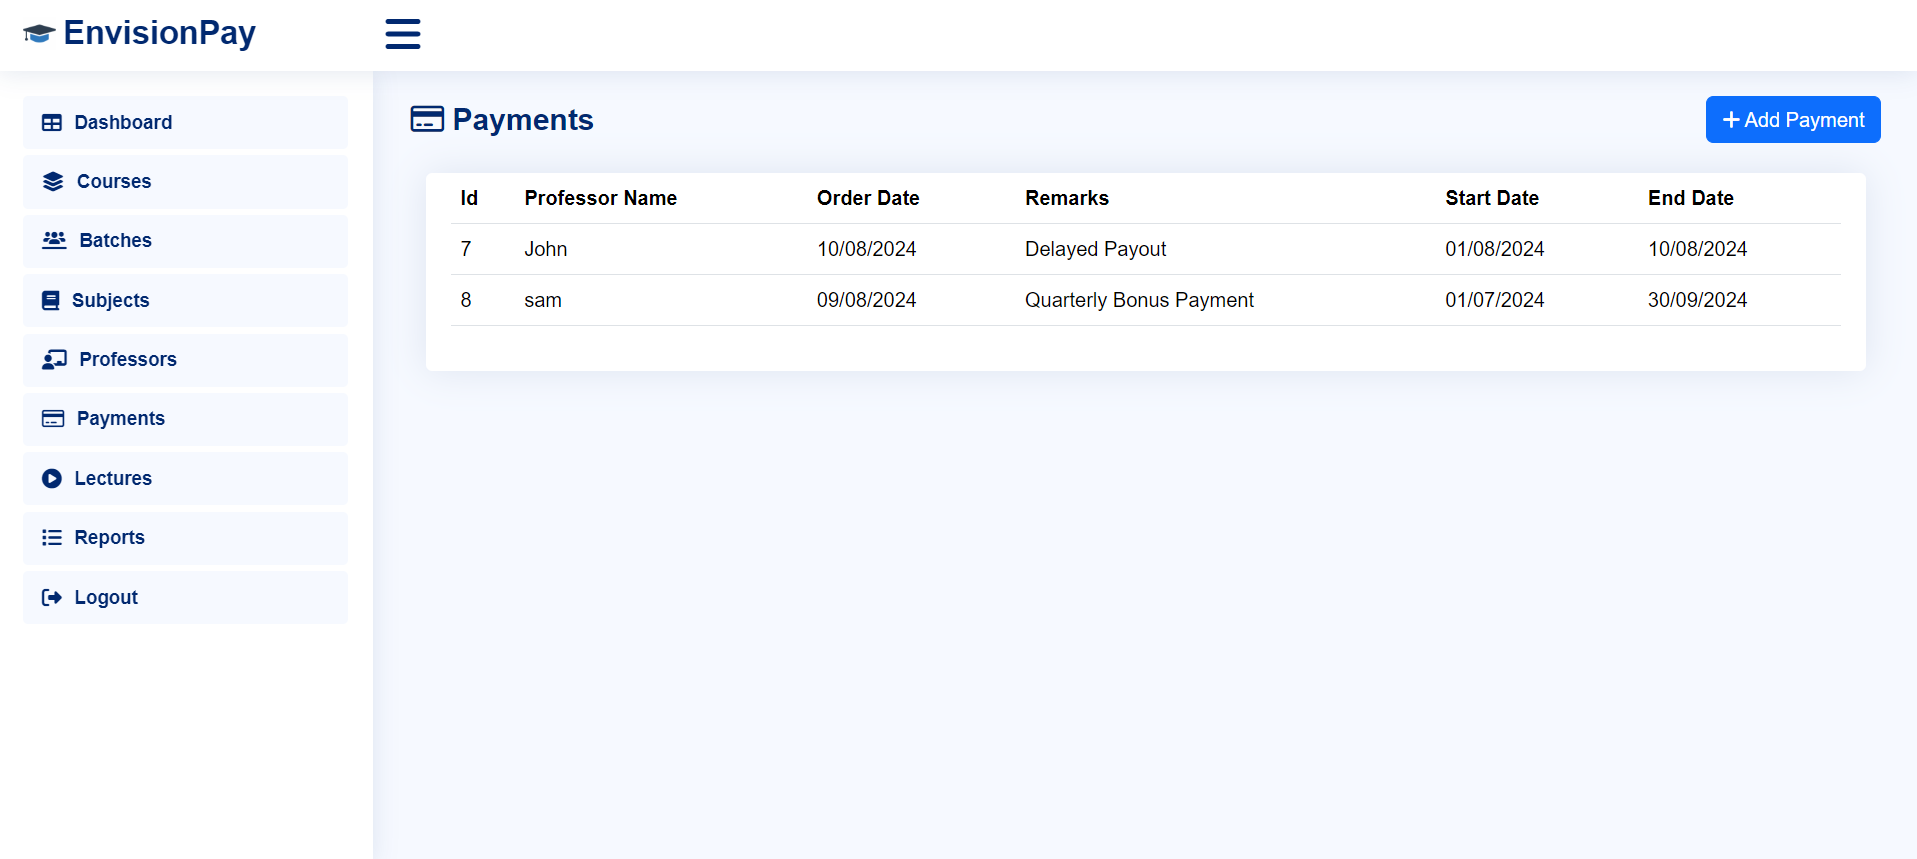 EnvisionPay
Dashboard
Courses
Batches
Subjects
Professors
Payments
Lectures
Reports
Logout
Payments
Add Payment
Id Professor Name Order Date Remarks Start Date End Date
7 John 10/08/2024 Delayed Payout 01/08/2024 10/08/2024
8 sam 09/08/2024 Quarterly Bonus Payment 01/07/2024 30/09/2024